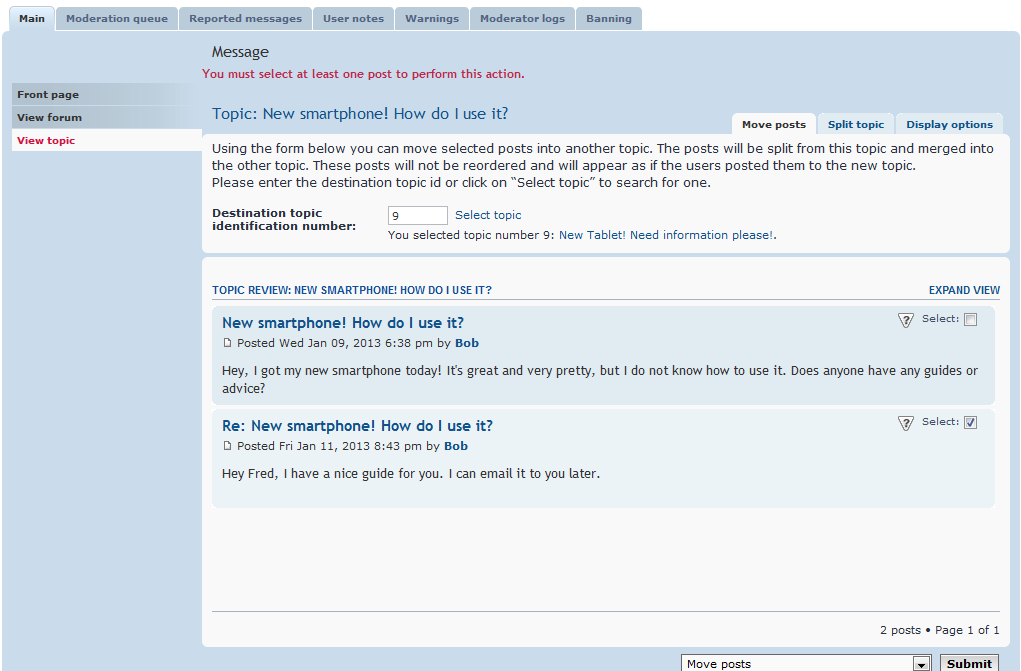 Main Moderation queue Reported messages User notes Warnings Moderator logs Banning
Message
You must select at least one post to perform this action.
Front page
View forum
View topic
Topic: New smartphone! How do I use it?
Move posts Split topic Display options
Using the form below you can move selected posts into another topic. The posts will be split from this topic and merged into
the other topic. These posts will not be reordered and will appear as if the users posted them to the new topic.
Please enter the destination topic id or click on “Select topic” to search for one.
Destination topic
identification number:
9 Select topic
You selected topic number 9: New Tablet! Need information please!.
TOPIC REVIEW: NEW SMARTPHONE! HOW DO I USE IT? EXPAND VIEW
New smartphone! How do I use it? ? Select:
Posted Wed Jan 09, 2013 6:38 pm by Bob
Hey, I got my new smartphone today! It's great and very pretty, but I do not know how to use it. Does anyone have any guides or
advice?
Re: New smartphone! How do I use it? ? Select:
Posted Fri Jan 11, 2013 8:43 pm by Bob
Hey Fred, I have a nice guide for you. I can email it to you later.
2 posts • Page 1 of 1
Move posts Submit